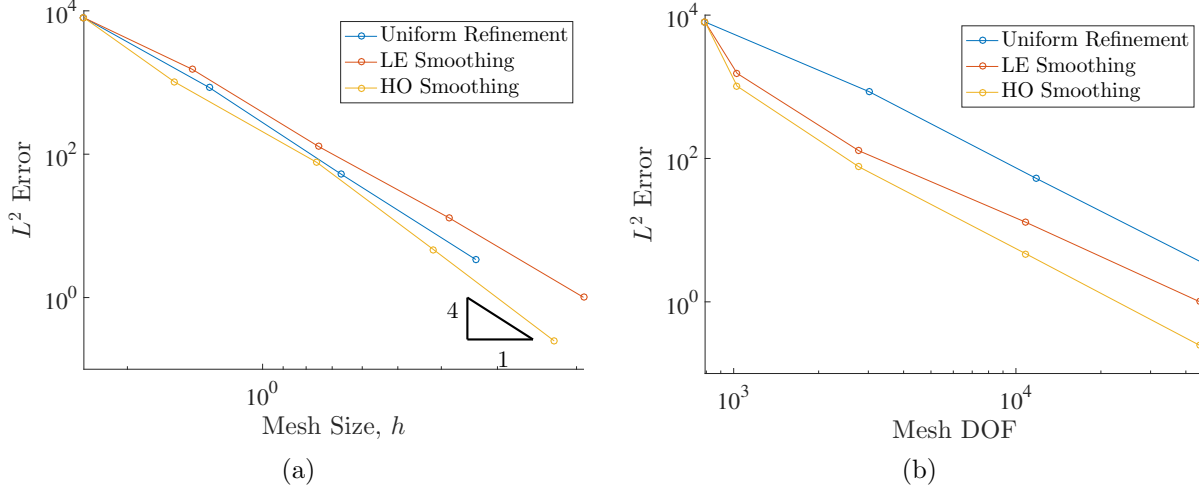 10^4
10^2
10^0
L^2 Error
Uniform Refinement
LE Smoothing
HO Smoothing
4
1
10^0
Mesh Size, h
(a)
10^4
10^2
10^0
L^2 Error
Uniform Refinement
LE Smoothing
HO Smoothing
10^3
10^4
Mesh DOF
(b)